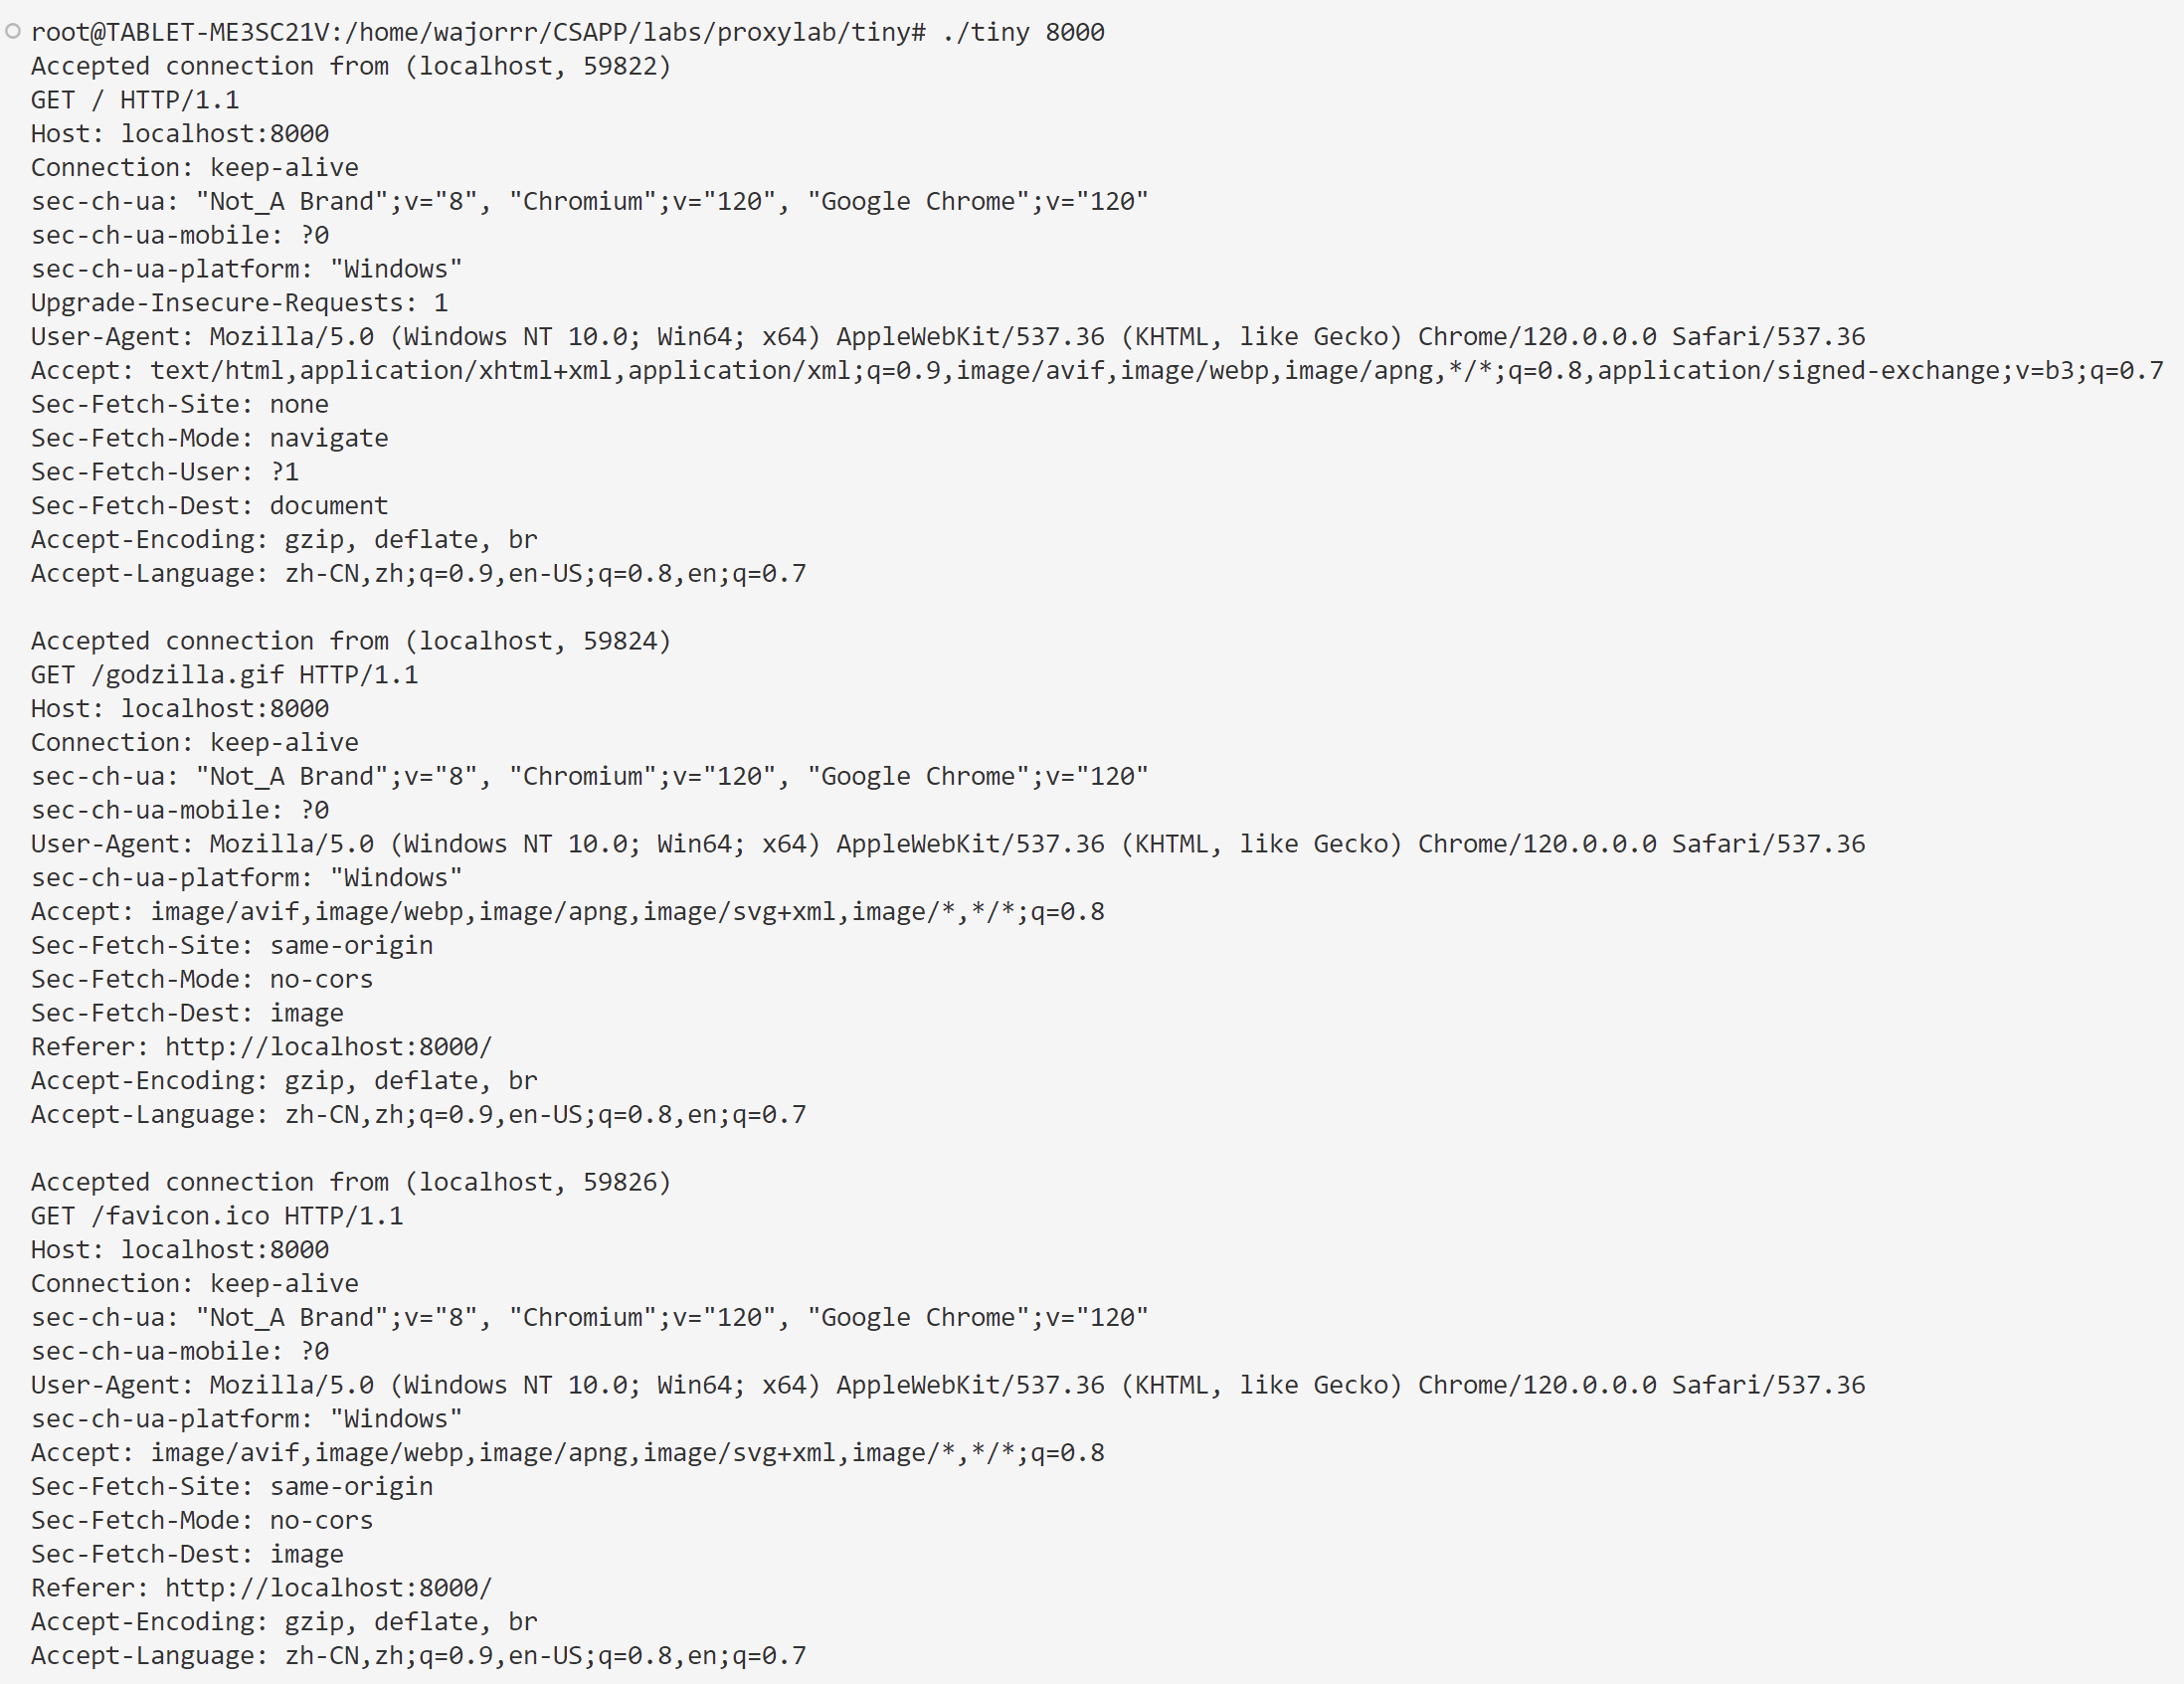 root@TABLET-ME3SC21V:/home/wajorrr/CSAPP/labs/proxylab/tiny# ./tiny 8000
Accepted connection from (localhost, 59822)
GET / HTTP/1.1
Host: localhost:8000
Connection: keep-alive
sec-ch-ua: "Not_A Brand";v="8", "Chromium";v="120", "Google Chrome";v="120"
sec-ch-ua-mobile: ?0
sec-ch-ua-platform: "Windows"
Upgrade-Insecure-Requests: 1
User-Agent: Mozilla/5.0 (Windows NT 10.0; Win64; x64) AppleWebKit/537.36 (KHTML, like Gecko) Chrome/120.0.0.0 Safari/537.36
Accept: text/html,application/xhtml+xml,application/xml;q=0.9,image/avif,image/webp,image/apng,*/*;q=0.8,application/signed-exchange;v=b3;q=0.7
Sec-Fetch-Site: none
Sec-Fetch-Mode: navigate
Sec-Fetch-User: ?1
Sec-Fetch-Dest: document
Accept-Encoding: gzip, deflate, br
Accept-Language: zh-CN,zh;q=0.9,en-US;q=0.8,en;q=0.7

Accepted connection from (localhost, 59824)
GET /godzilla.gif HTTP/1.1
Host: localhost:8000
Connection: keep-alive
sec-ch-ua: "Not_A Brand";v="8", "Chromium";v="120", "Google Chrome";v="120"
sec-ch-ua-mobile: ?0
User-Agent: Mozilla/5.0 (Windows NT 10.0; Win64; x64) AppleWebKit/537.36 (KHTML, like Gecko) Chrome/120.0.0.0 Safari/537.36
sec-ch-ua-platform: "Windows"
Accept: image/avif,image/webp,image/apng,image/svg+xml,image/*,*/*;q=0.8
Sec-Fetch-Site: same-origin
Sec-Fetch-Mode: no-cors
Sec-Fetch-Dest: image
Referer: http://localhost:8000/
Accept-Encoding: gzip, deflate, br
Accept-Language: zh-CN,zh;q=0.9,en-US;q=0.8,en;q=0.7

Accepted connection from (localhost, 59826)
GET /favicon.ico HTTP/1.1
Host: localhost:8000
Connection: keep-alive
sec-ch-ua: "Not_A Brand";v="8", "Chromium";v="120", "Google Chrome";v="120"
sec-ch-ua-mobile: ?0
User-Agent: Mozilla/5.0 (Windows NT 10.0; Win64; x64) AppleWebKit/537.36 (KHTML, like Gecko) Chrome/120.0.0.0 Safari/537.36
sec-ch-ua-platform: "Windows"
Accept: image/avif,image/webp,image/apng,image/svg+xml,image/*,*/*;q=0.8
Sec-Fetch-Site: same-origin
Sec-Fetch-Mode: no-cors
Sec-Fetch-Dest: image
Referer: http://localhost:8000/
Accept-Encoding: gzip, deflate, br
Accept-Language: zh-CN,zh;q=0.9,en-US;q=0.8,en;q=0.7